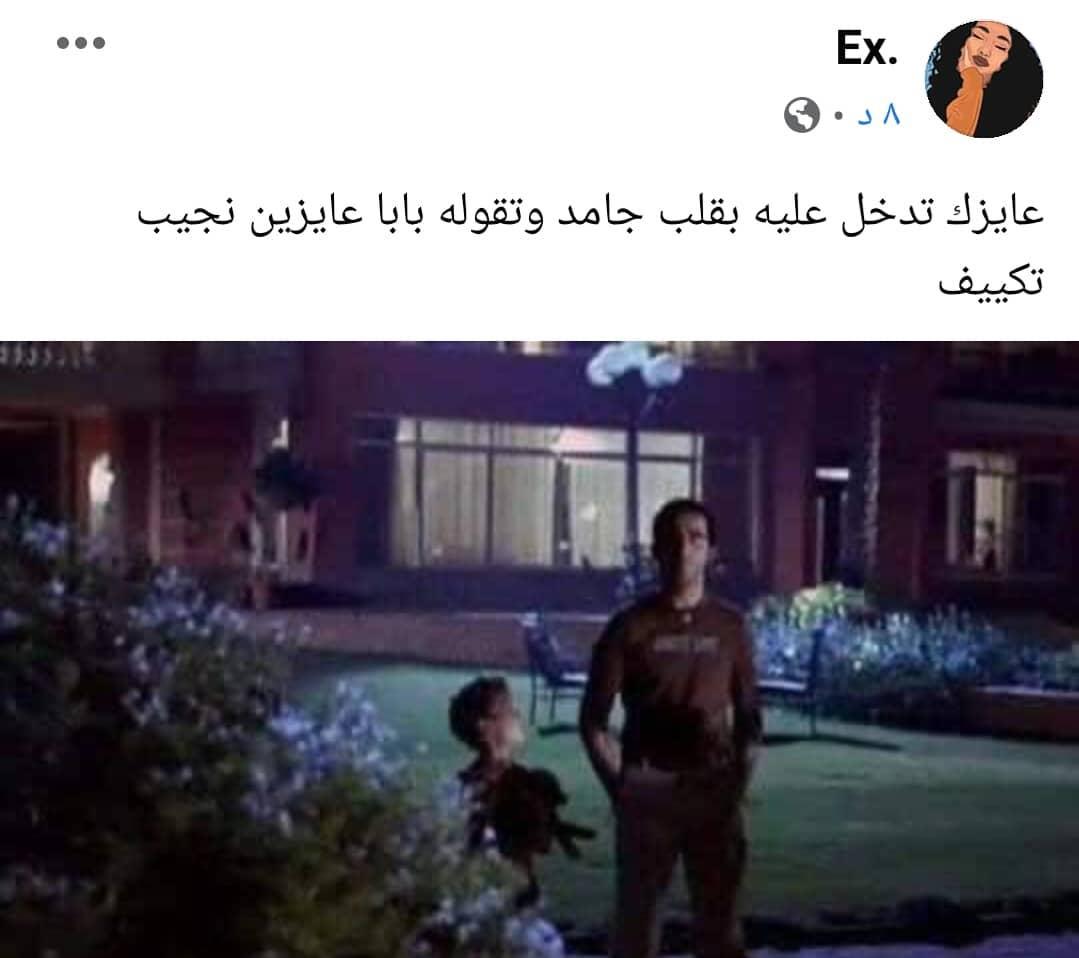 Ex.
٨ د •
عايزك تدخل عليه بقلب جامد وتقوله بابا عايزين نجيب
تكييف